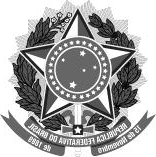 REPÚBLICA FEDERATIVA DO BRASIL
15 de Novembro
de 1889